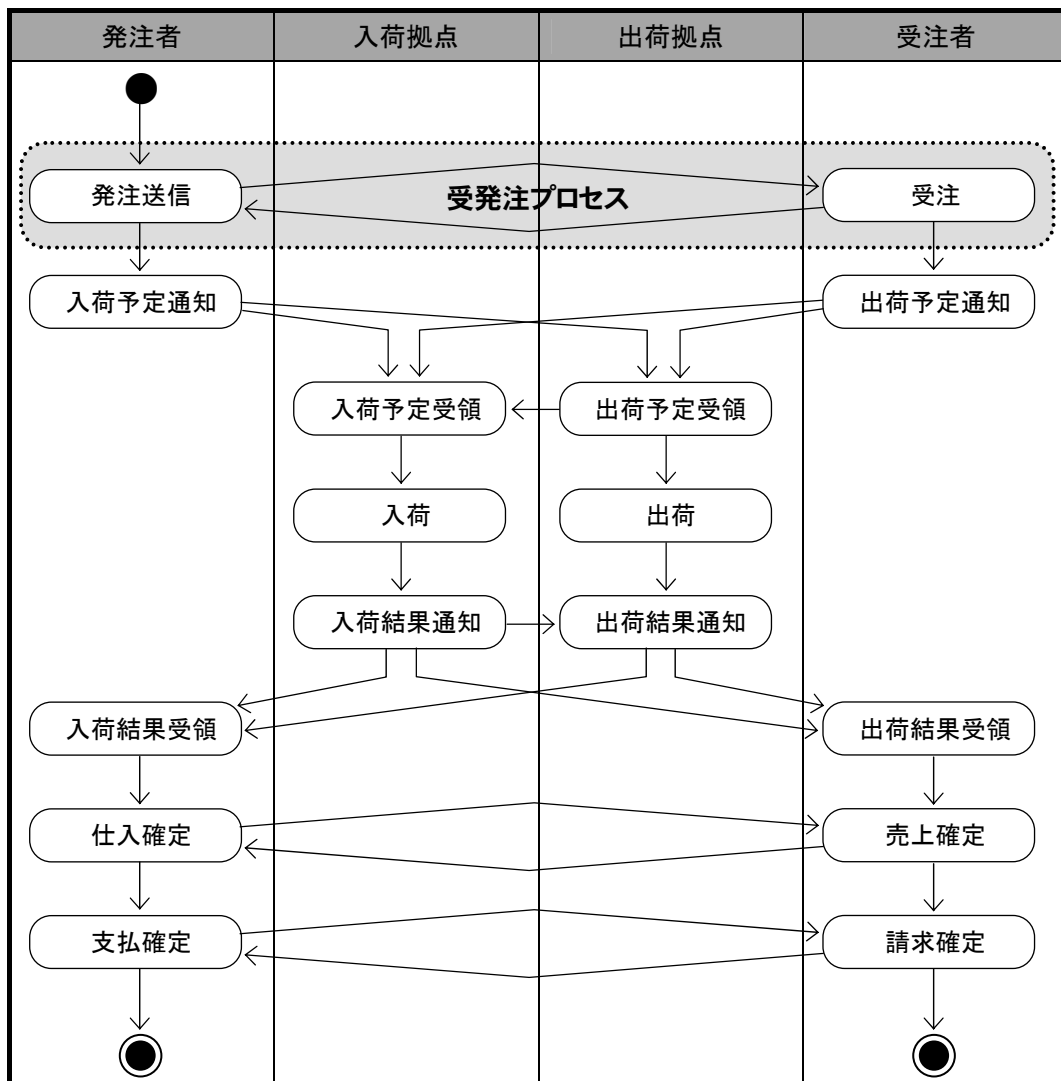 発注者 入荷拠点 出荷拠点 受注者
発注送信 受発注プロセス 受注
入荷予定通知 出荷予定通知
入荷予定受領 出荷予定受領
入荷 出荷
入荷結果通知 出荷結果通知
入荷結果受領 出荷結果受領
仕入確定 売上確定
支払確定 請求確定